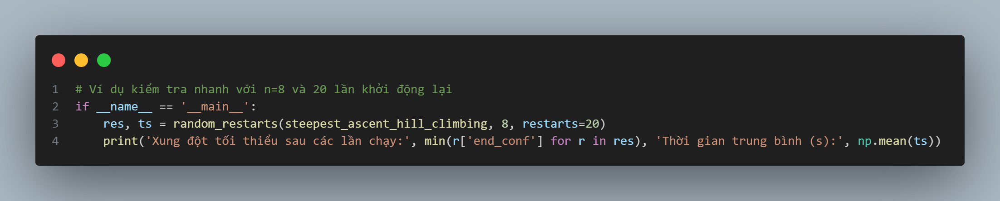 1 # Ví dụ kiểm tra nhanh với n=8 và 20 lần khởi động lại
2 if __name__ == '__main__':
3     res, ts = random_restarts(steepest_ascent_hill_climbing, 8, restarts=20)
4     print('Xung đột tối thiểu sau các lần chạy:', min(r['end_conf'] for r in res), 'Thời gian trung bình (s):', np.mean(ts))